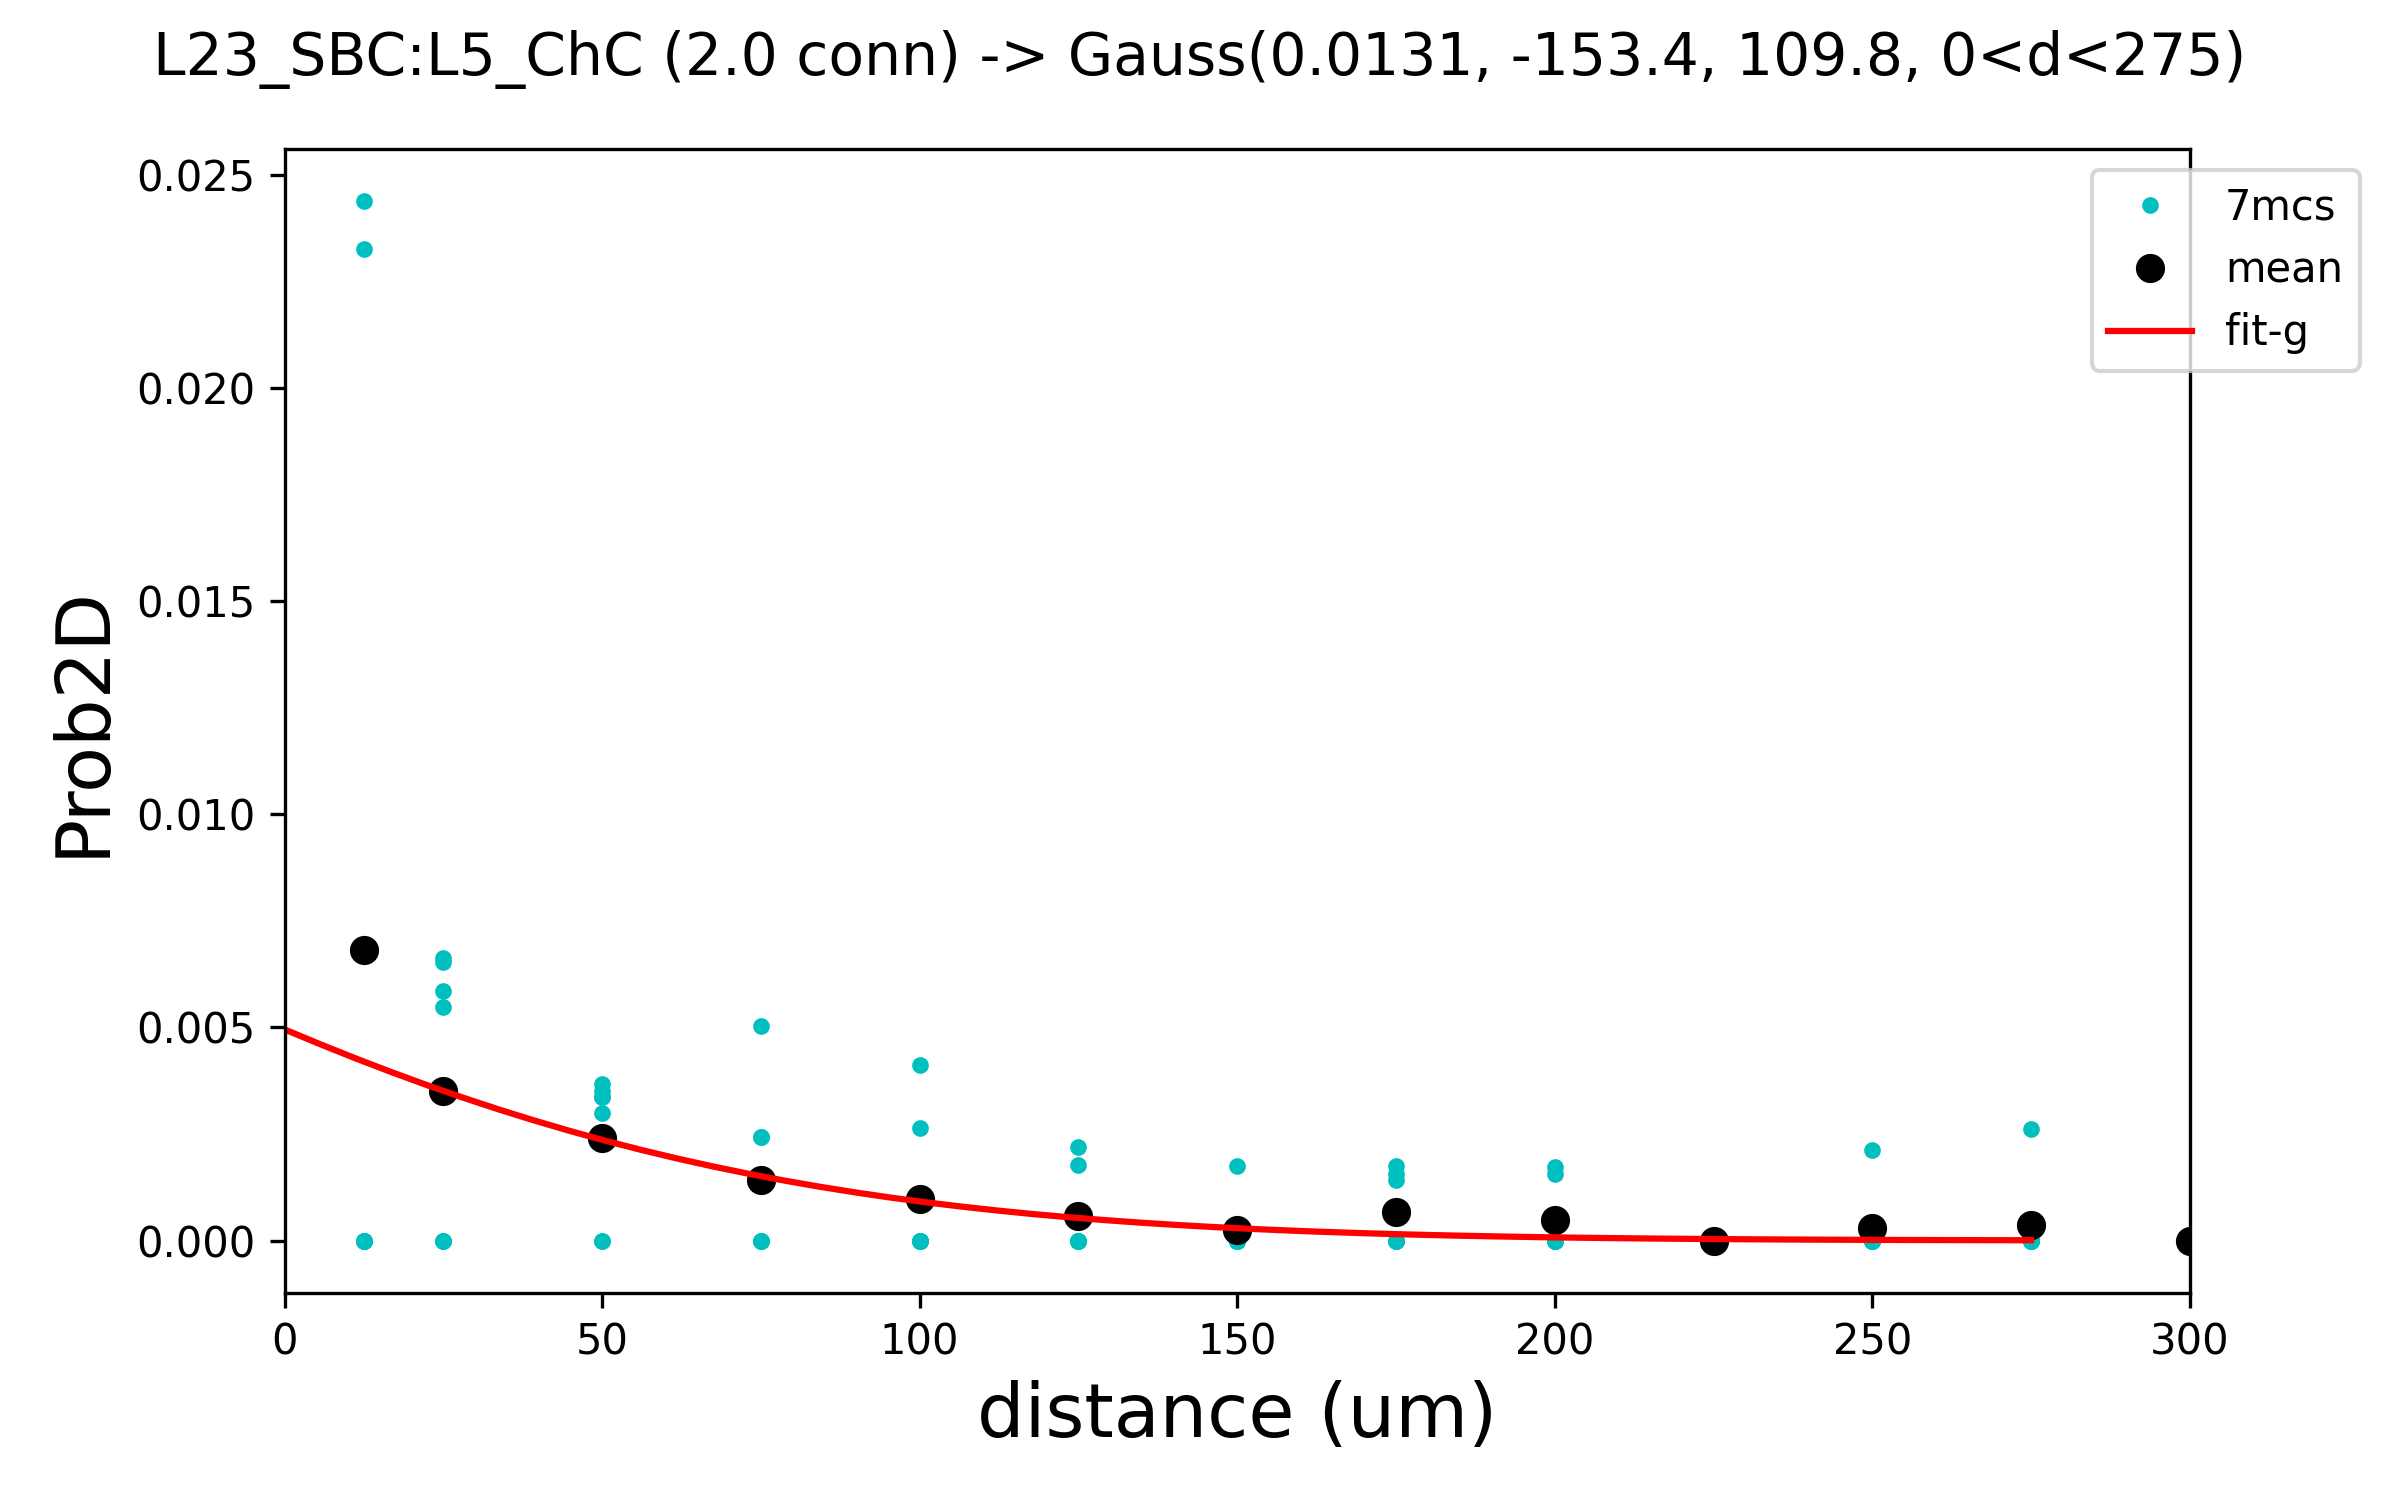 L23_SBC:L5_ChC (2.0 conn) -> Gauss(0.0131, -153.4, 109.8, 0<d<275)
0.025
0.020
0.015
0.010
0.005
0.000
Prob2D
7mcs
mean
fit-g
0 50 100 150 200 250 300
distance (um)